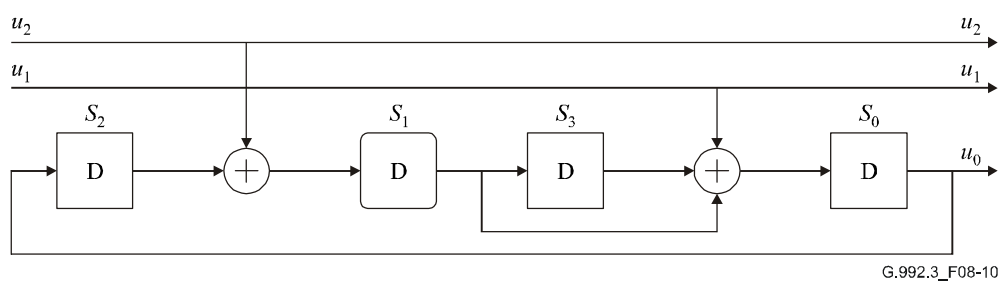 u₂ u₂
u₁ u₁
S₂ S₁ S₃ S₀
D + D D + D u₀
G.992.3_F08-10